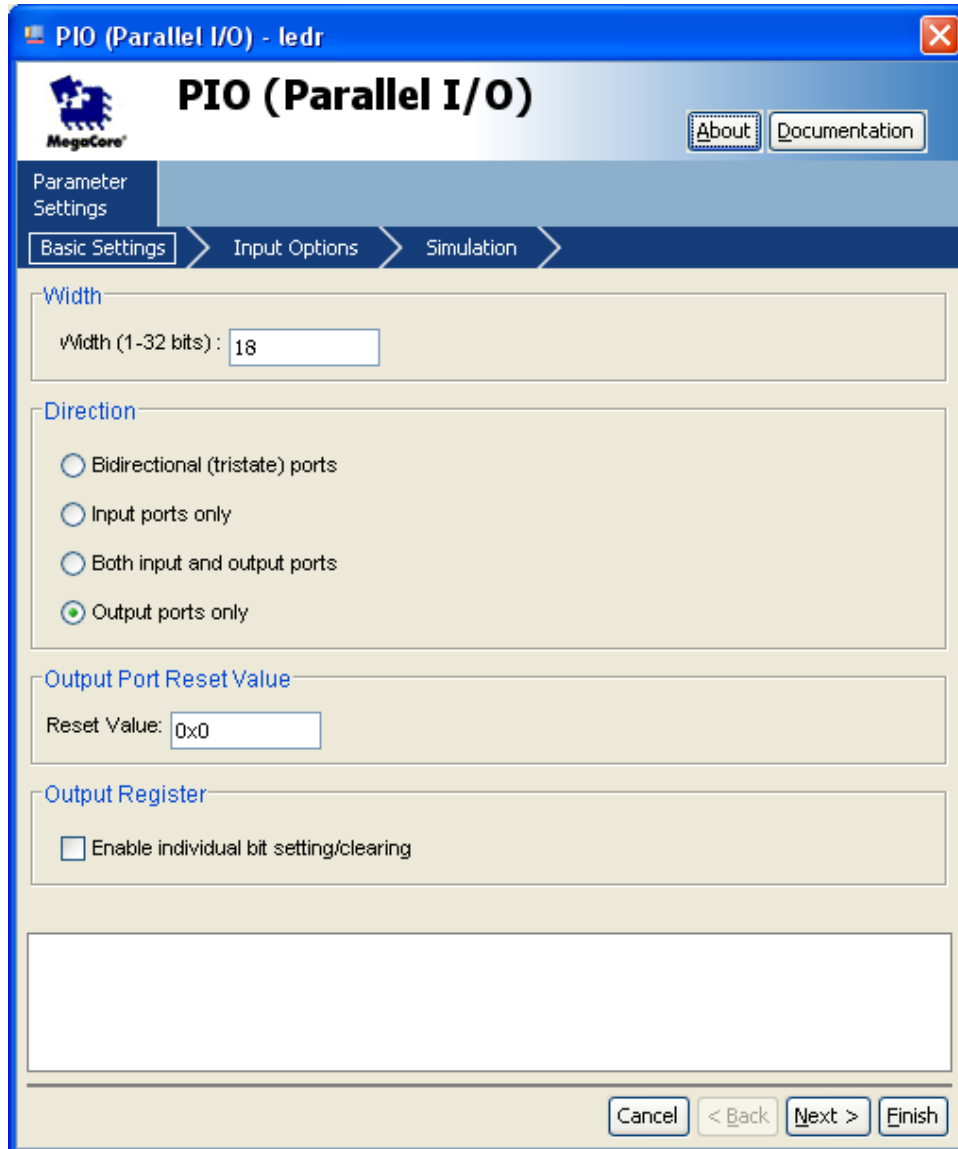 PIO (Parallel I/O) - ledr
MegaCore®
PIO (Parallel I/O)
About
Documentation
Parameter
Settings
Basic Settings
Input Options
Simulation
Width
Width (1-32 bits) : 18
Direction
Bidirectional (tristate) ports
Input ports only
Both input and output ports
Output ports only
Output Port Reset Value
Reset Value: 0x0
Output Register
Enable individual bit setting/clearing
Cancel
< Back
Next >
Finish